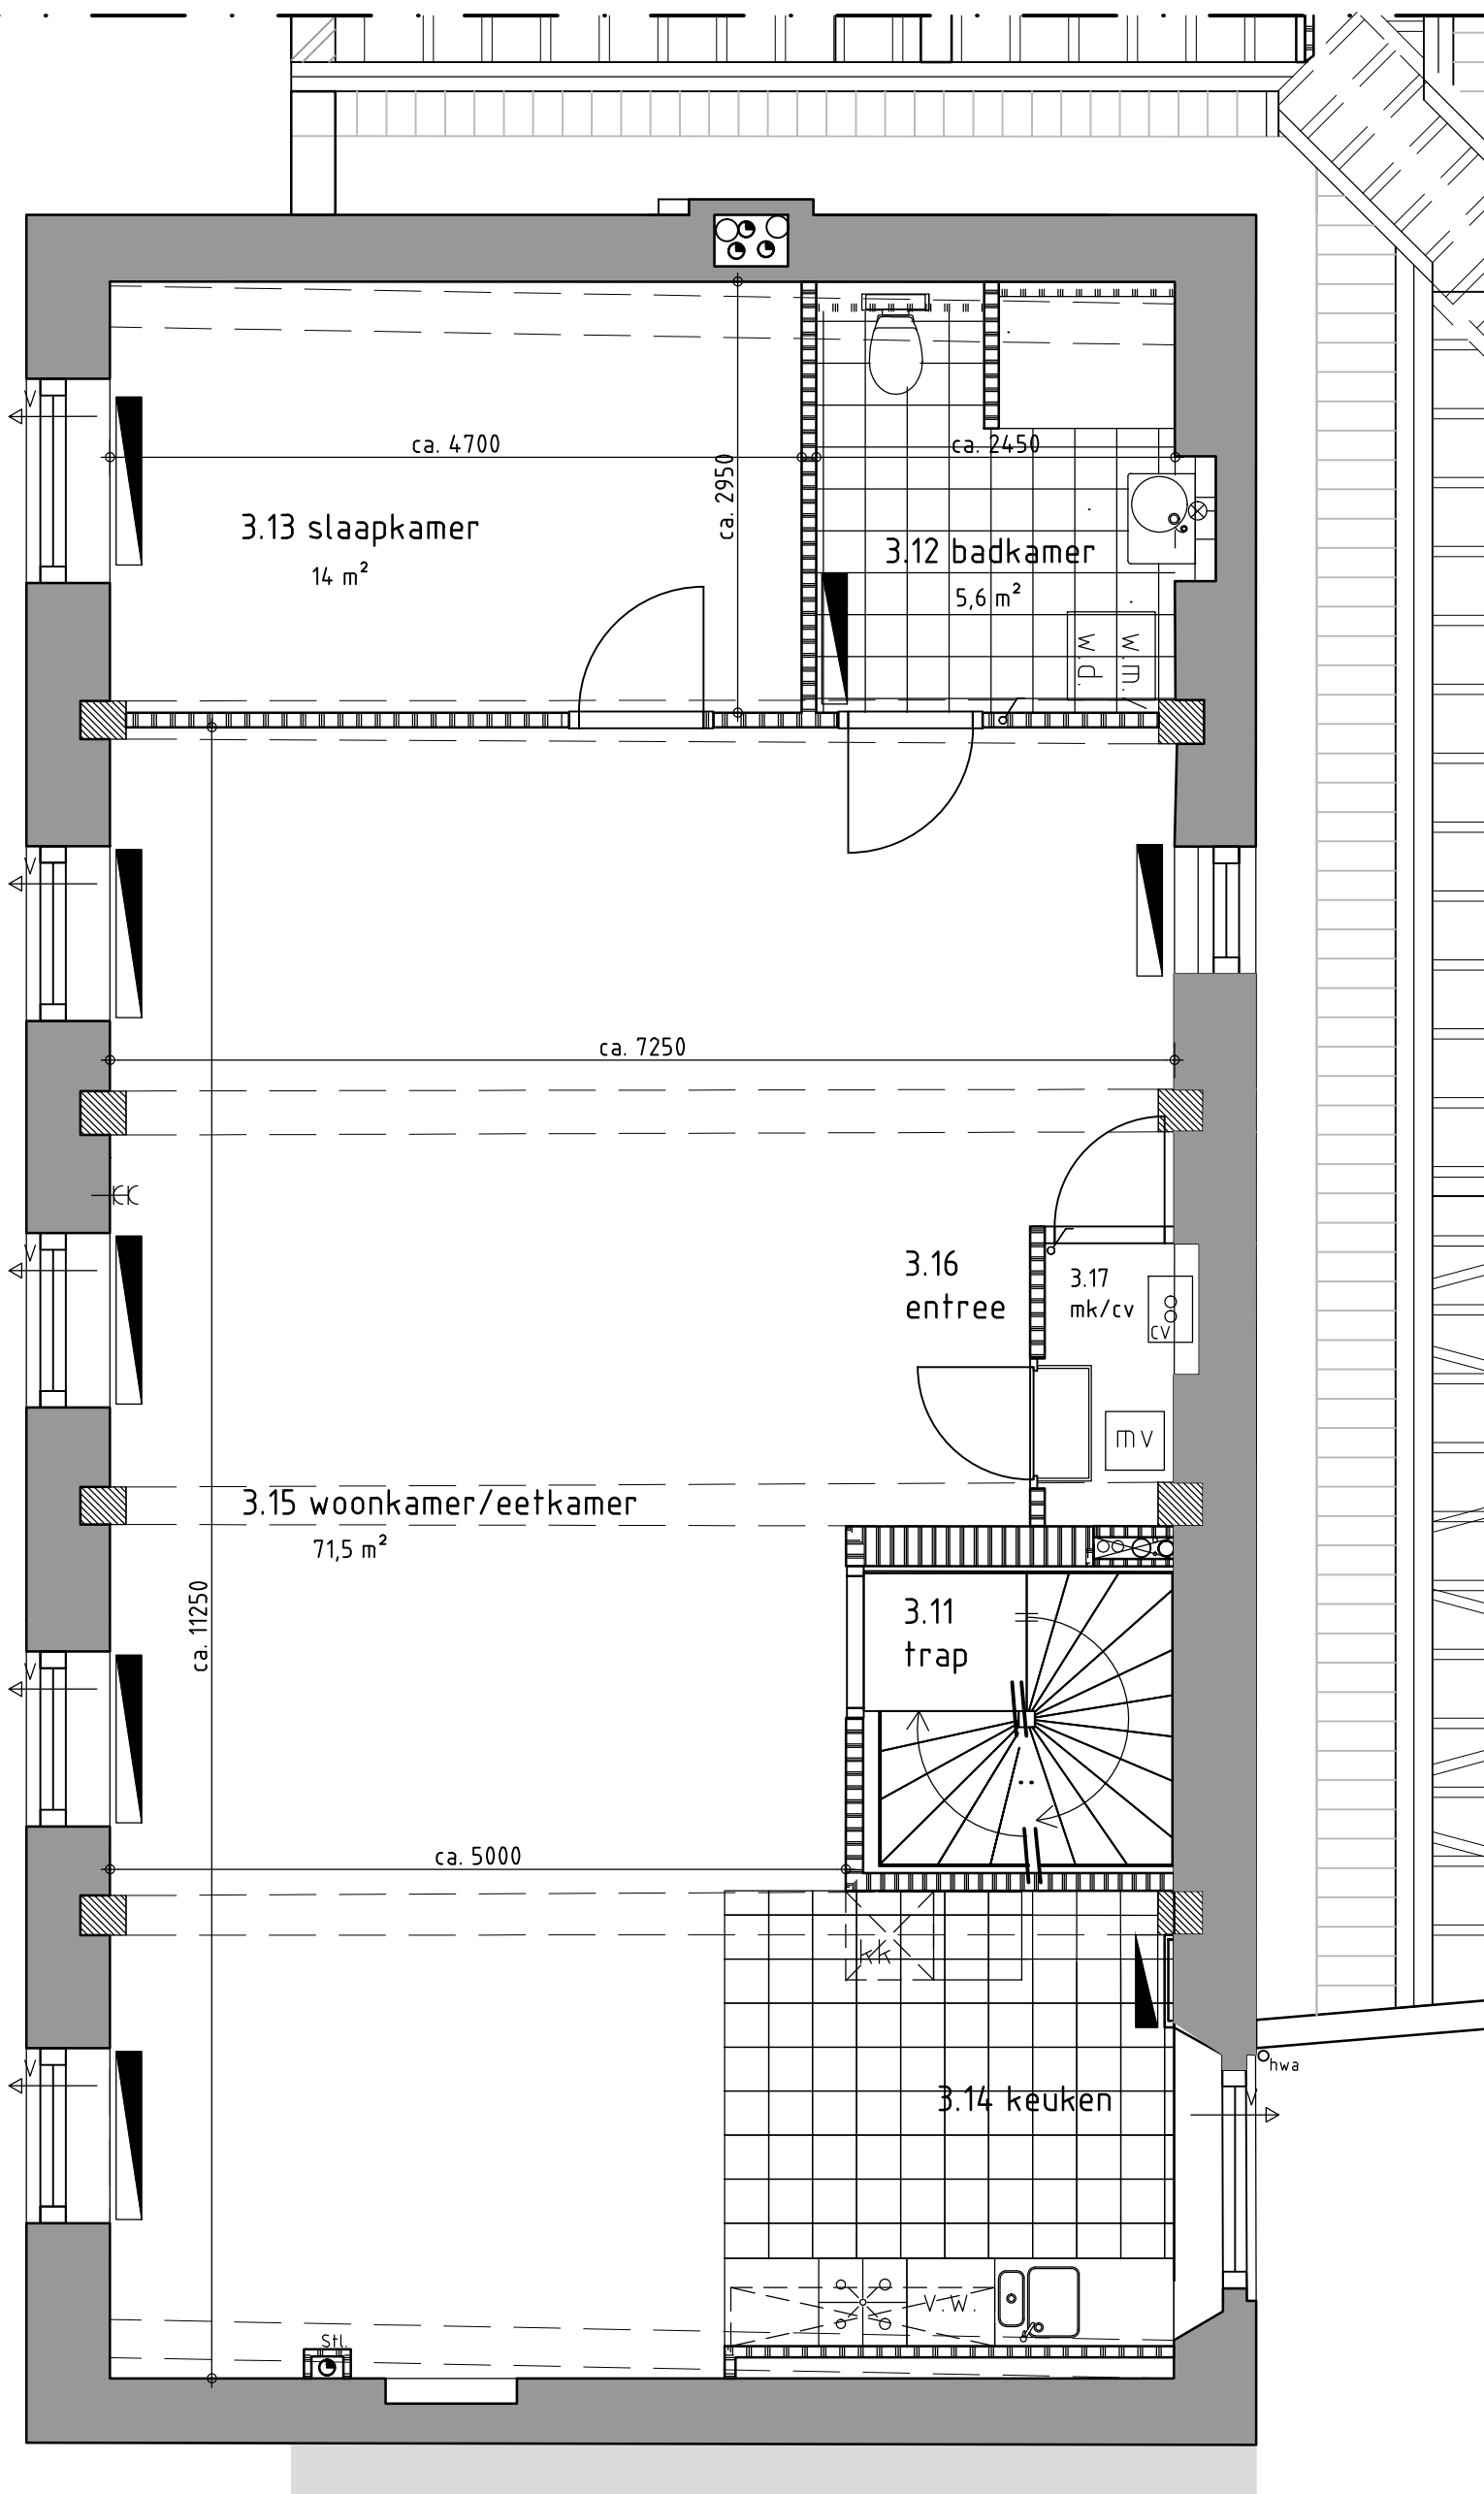 V
ca. 4700
ca. 2450
ca. 2950
3.13 slaapkamer
14 m²
3.12 badkamer
5,6 m²
w.d.
w.m.
V
ca. 7250
V
3.16
entree
3.17
mk/cv
cv
mv
3.15 woonkamer/eetkamer
71,5 m²
ca. 11250
3.11
trap
V
ca. 5000
kk
V
hwa
V
3.14 keuken
V.W.
Stl.